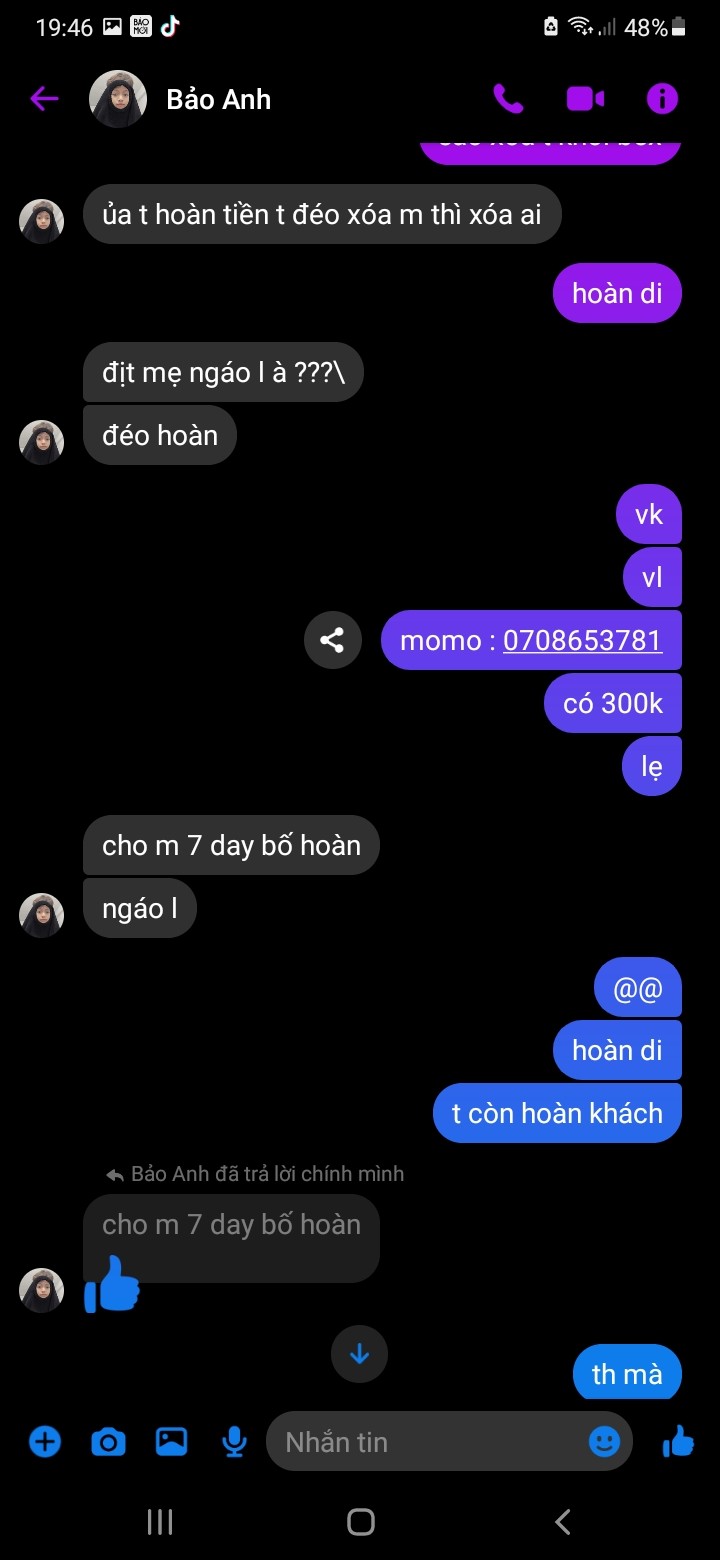 19:46
BÁO MỚI
48%
Bảo Anh
ủa t hoàn tiền t đéo xóa m thì xóa ai
hoàn di
địt mẹ ngáo l à ???\
đéo hoàn
vk
vl
momo : 0708653781
có 300k
lẹ
cho m 7 day bố hoàn
ngáo l
@@
hoàn di
t còn hoàn khách
Bảo Anh đã trả lời chính mình
cho m 7 day bố hoàn
th mà
Nhắn tin